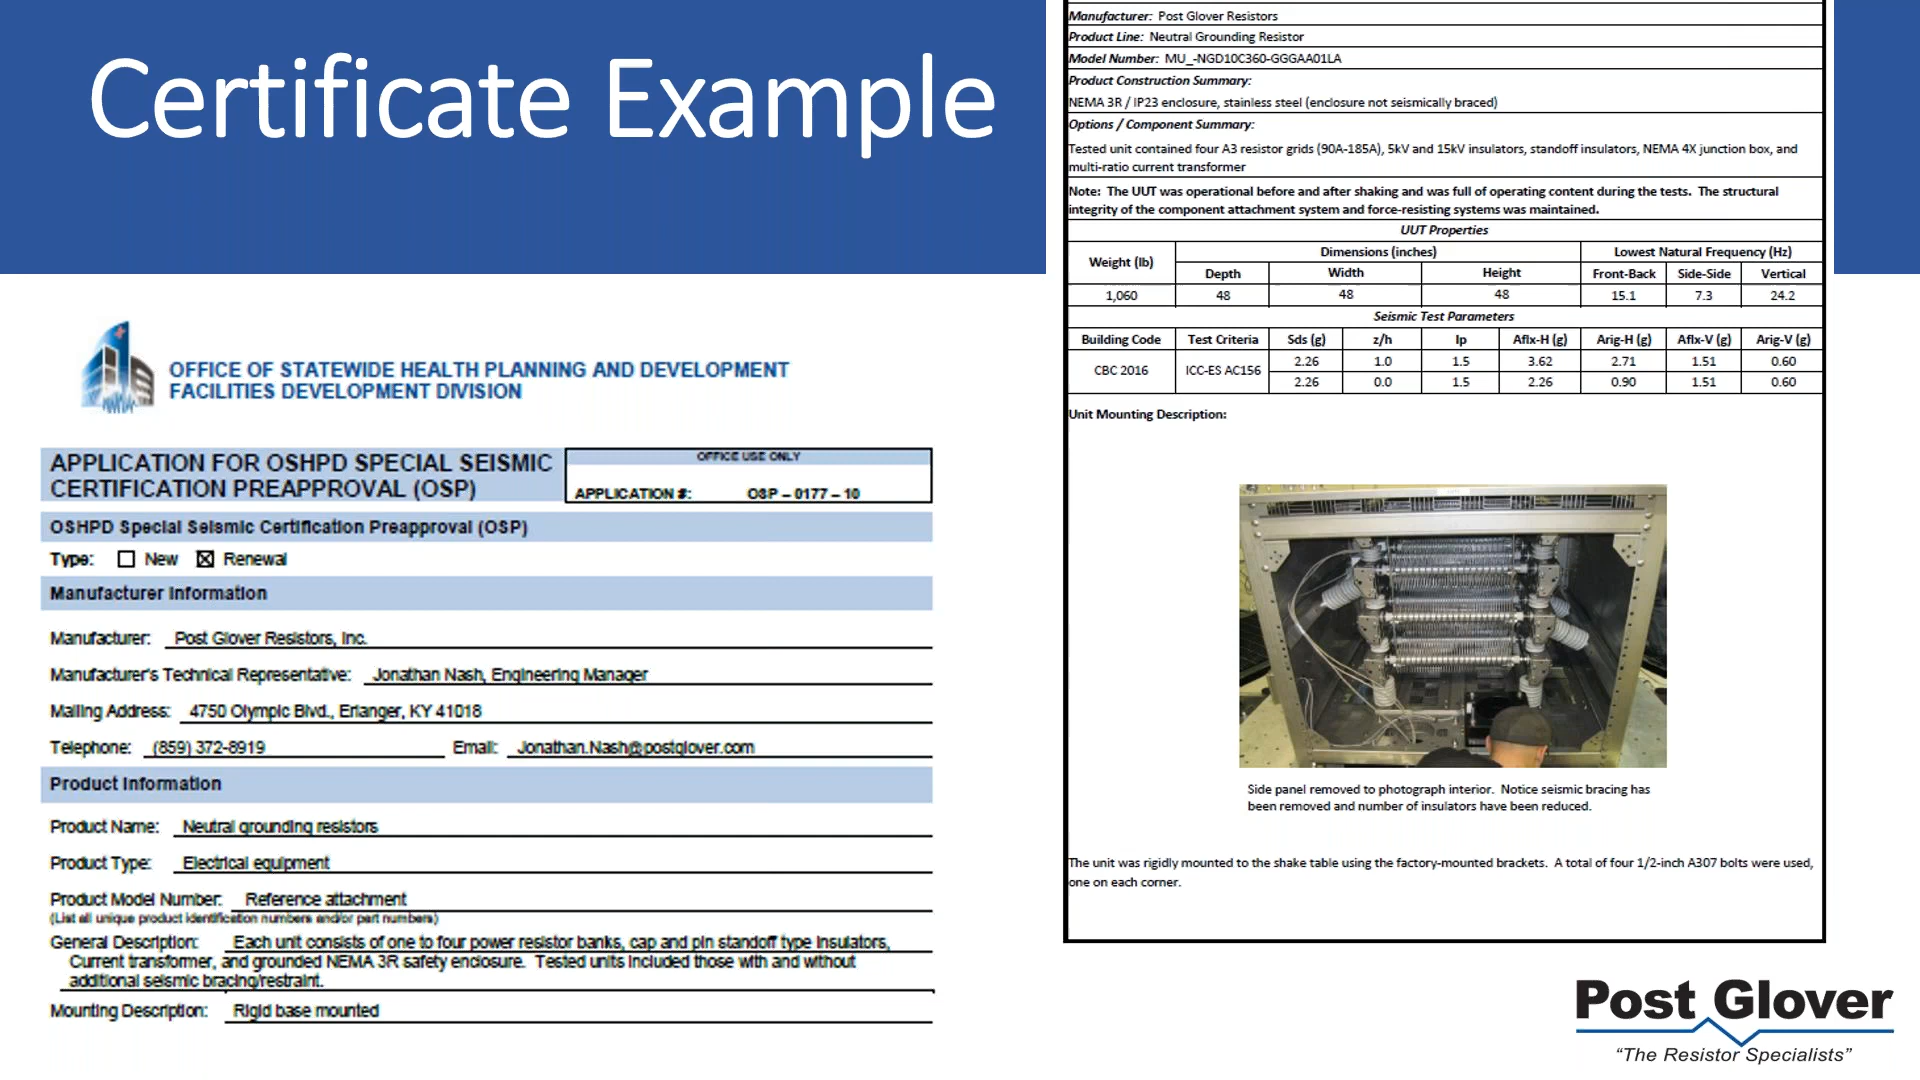 Certificate Example
OFFICE OF STATEWIDE HEALTH PLANNING AND DEVELOPMENT
FACILITIES DEVELOPMENT DIVISION
APPLICATION FOR OSHPD SPECIAL SEISMIC
CERTIFICATION PREAPPROVAL (OSP)
OFFICE USE ONLY
APPLICATION #: OSP – 0177 – 10
OSHPD Special Seismic Certification Preapproval (OSP)
Type: New Renewal
Manufacturer Information
Manufacturer: Post Glover Resistors, Inc.
Manufacturer's Technical Representative: Jonathan Nash, Engineering Manager
Mailing Address: 4750 Olympic Blvd., Erlanger, KY 41018
Telephone: (859) 372-8919 Email: Jonathan.Nash@postglover.com
Product Information
Product Name: Neutral grounding resistors
Product Type: Electrical equipment
Product Model Number: Reference attachment
(List all unique product identification numbers and/or part numbers)
General Description: Each unit consists of one to four power resistor banks, cap and pin standoff type insulators,
Current transformer, and grounded NEMA 3R safety enclosure. Tested units included those with and without
additional seismic bracing/restraint.
Mounting Description: Rigid base mounted
Manufacturer: Post Glover Resistors
Product Line: Neutral Grounding Resistor
Model Number: MU_-NGD10C360-GGGAA01LA
Product Construction Summary:
NEMA 3R / IP23 enclosure, stainless steel (enclosure not seismically braced)
Options / Component Summary:
Tested unit contained four A3 resistor grids (90A-185A), 5kV and 15kV insulators, standoff insulators, NEMA 4X junction box, and
multi-ratio current transformer
Note: The UUT was operational before and after shaking and was full of operating content during the tests. The structural
integrity of the component attachment system and force-resisting systems was maintained.
UUT Properties
Weight (lb) Dimensions (inches) Lowest Natural Frequency (Hz)
Depth Width Height Front-Back Side-Side Vertical
1,060 48 48 48 15.1 7.3 24.2
Seismic Test Parameters
Building Code Test Criteria Sds (g) z/h Ip Aflx-H (g) Arig-H (g) Aflx-V (g) Arig-V (g)
CBC 2016 ICC-ES AC156 2.26 1.0 1.5 3.62 2.71 1.51 0.60
2.26 0.0 1.5 2.26 0.90 1.51 0.60
Unit Mounting Description:
Side panel removed to photograph interior. Notice seismic bracing has
been removed and number of insulators have been reduced.
The unit was rigidly mounted to the shake table using the factory-mounted brackets. A total of four 1/2-inch A307 bolts were used,
one on each corner.
Post Glover
“The Resistor Specialists”